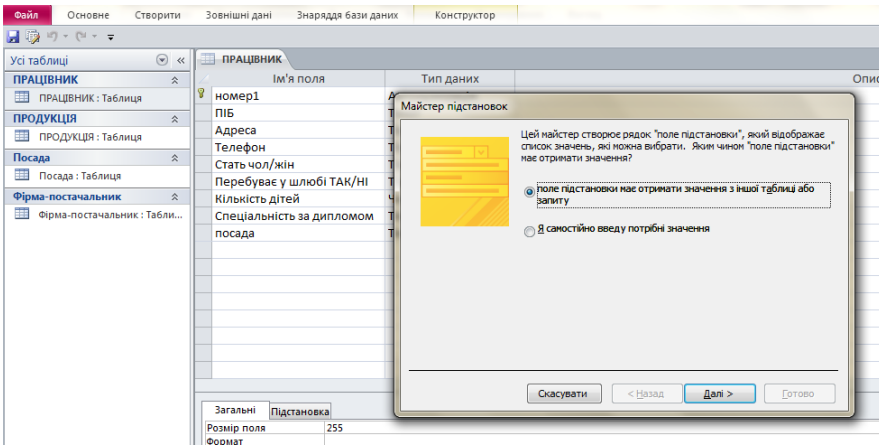 Файл Основне Створити Зовнішні дані Знаряддя бази даних Конструктор
Усі таблиці
ПРАЦІВНИК
ПРАЦІВНИК : Таблиця
ПРОДУКЦІЯ
ПРОДУКЦІЯ : Таблиця
Посада
Посада : Таблиця
Фірма-постачальник
Фірма-постачальник : Табли...
ПРАЦІВНИК
Ім'я поля Тип даних Опис
номер1
ПІБ
Адреса
Телефон
Стать чол/жін
Перебуває у шлюбі ТАК/НІ
Кількість дітей
Спеціальність за дипломом
посада
Майстер підстановок
Цей майстер створює рядок "поле підстановки", який відображає
список значень, які можна вибрати. Яким чином "поле підстановки"
має отримати значення?
поле підстановки має отримати значення з іншої таблиці або
запиту
Я самостійно введу потрібні значення
Скасувати < Назад Далі > Готово
Загальні Підстановка
Розмір поля 255
Формат